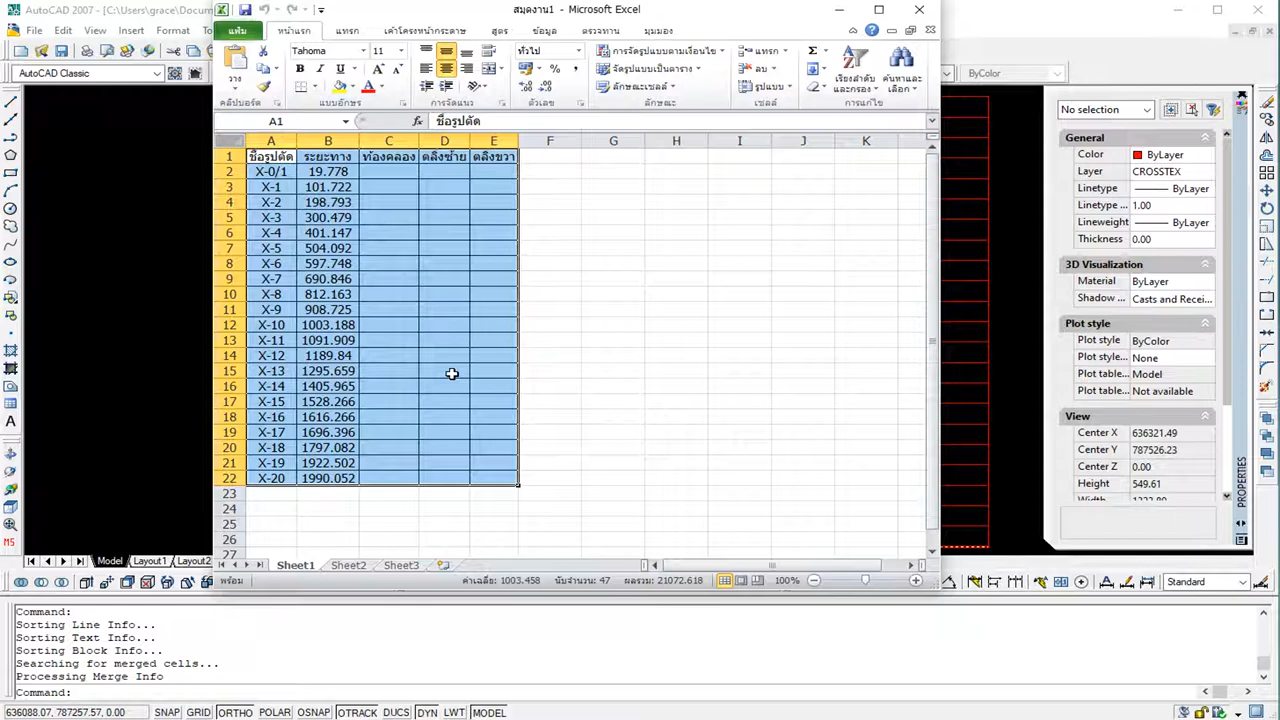 AutoCAD 2007 - [C:\Users\grace\Docum
สมุดงาน1 - Microsoft Excel
File Edit View Insert Format
แฟ้ม หน้าแรก แทรก เค้าโครงหน้ากระดาษ สูตร ข้อมูล ตรวจทาน มุมมอง
AutoCAD Classic
วาง
Tahoma 11
B I U A A
ทั่วไป
การจัดรูปแบบตามเงื่อนไข
จัดรูปแบบเป็นตาราง
ลักษณะเซลล์
แทรก
ลบ
รูปแบบ
เรียงลำดับ
และกรอง
ค้นหาและ
เลือก
คลิปบอร์ด แบบอักษร การจัดแนว ตัวเลข ลักษณะ เซลล์ การแก้ไข
ByColor
A1 fx ชื่อรูปตัด
A B C D E G H I J K
1 ชื่อรูปตัด ระยะทาง ท้องคลอง ตลิ่งซ้าย ตลิ่งขวา
2 X-0/1 19.778
3 X-1 101.722
4 X-2 198.793
5 X-3 300.479
6 X-4 401.147
7 X-5 504.092
8 X-6 597.748
9 X-7 690.846
10 X-8 812.163
11 X-9 908.725
12 X-10 1003.188
13 X-11 1091.909
14 X-12 1189.84
15 X-13 1299.659
16 X-14 1405.965
17 X-15 1528.266
18 X-16 1616.266
19 X-17 1696.396
20 X-18 1797.082
21 X-19 1922.502
22 X-20 1990.052
23
24
25
26
27
Sheet1 Sheet2 Sheet3
พร้อม ค่าเฉลี่ย: 1003.458 นับจำนวน: 47 ผลรวม: 21072.618 100%
No selection
General
Color ByLayer
Layer CROSSTEX
Linetype ByLayer
Linetype ... 1.00
Lineweight ByLayer
Thickness 0.00
3D Visualization
Material ByLayer
Shadow ... Casts and Recei...
Plot style
Plot style ByColor
Plot style... None
Plot table... Model
Plot table... Not available
View
Center X 636321.49
Center Y 787526.23
Center Z 0.00
Height 549.61
PROPERTIES
Model Layout1 Layout2
Standard
Command:
Sorting Line Info...
Sorting Text Info...
Sorting Block Info...
Searching for merged cells...
Processing Merge Info
Command:
636088.07, 787257.57, 0.00 SNAP GRID ORTHO POLAR OSNAP OTRACK DUCS DYN LWT MODEL